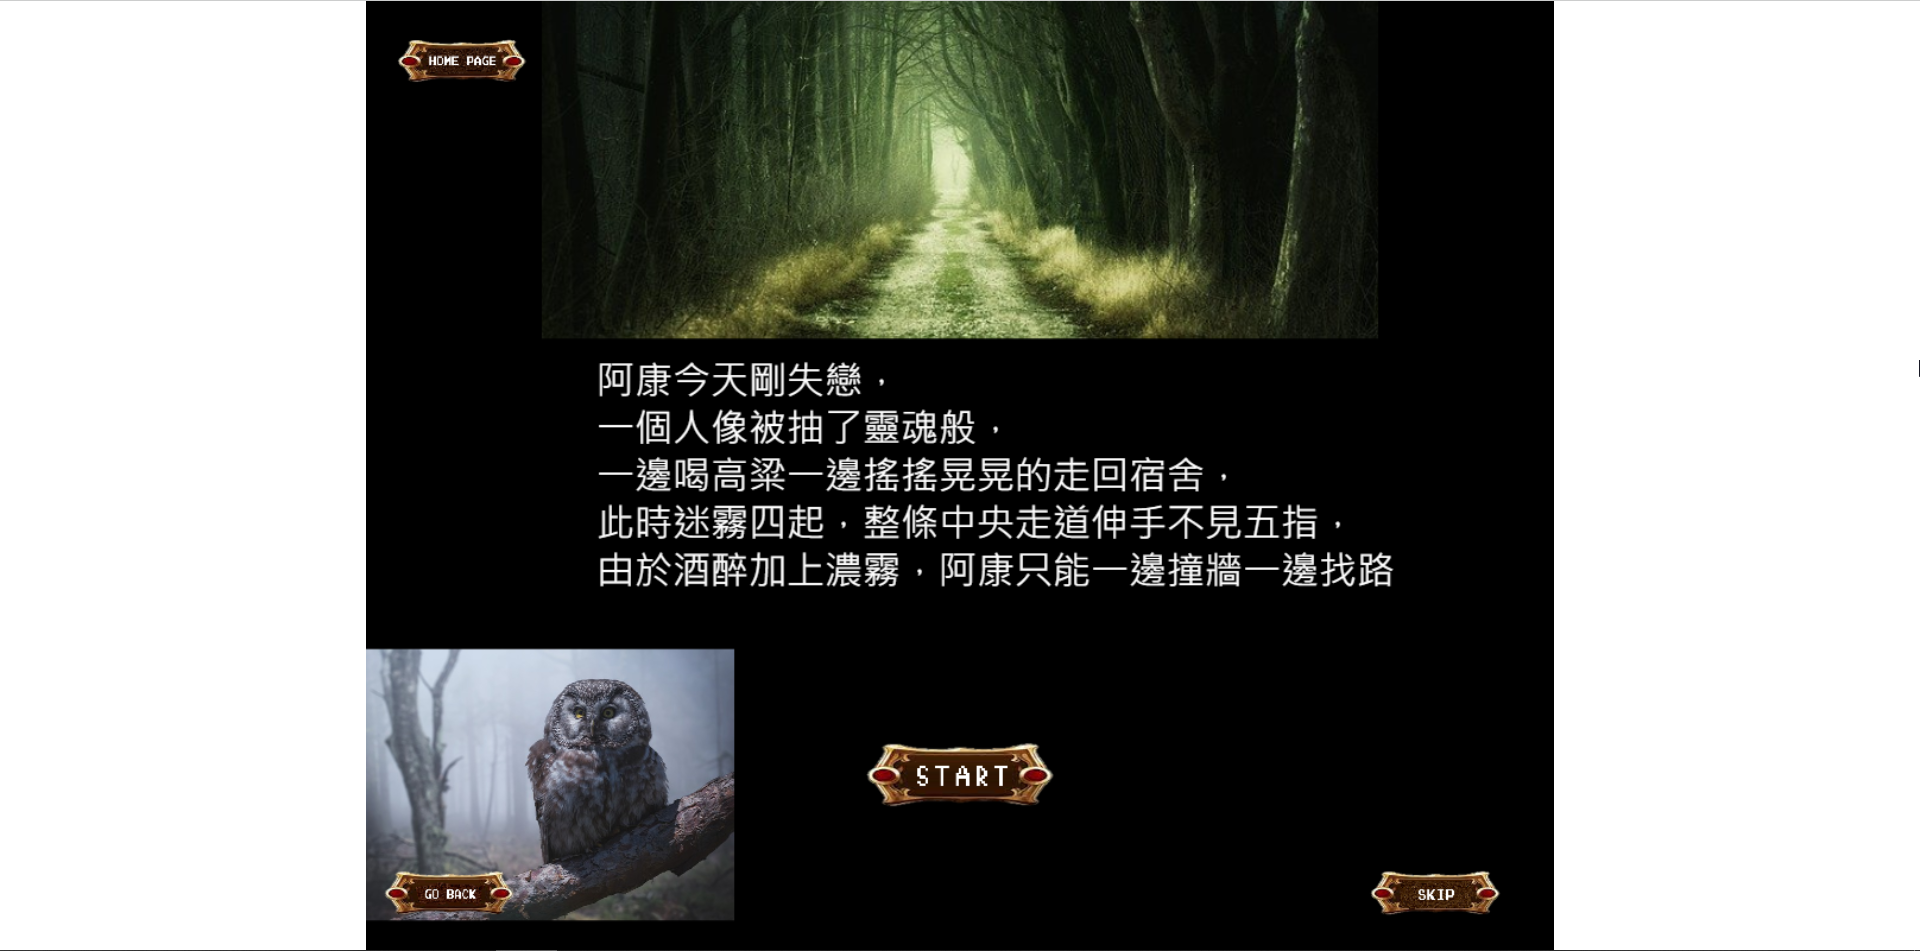 HOME PAGE
阿康今天剛失戀，
一個人像被抽了靈魂般，
一邊喝高粱一邊搖搖晃晃的走回宿舍，
此時迷霧四起，整條中央走道伸手不見五指，
由於酒醉加上濃霧，阿康只能一邊撞牆一邊找路
START
GO BACK
SKIP